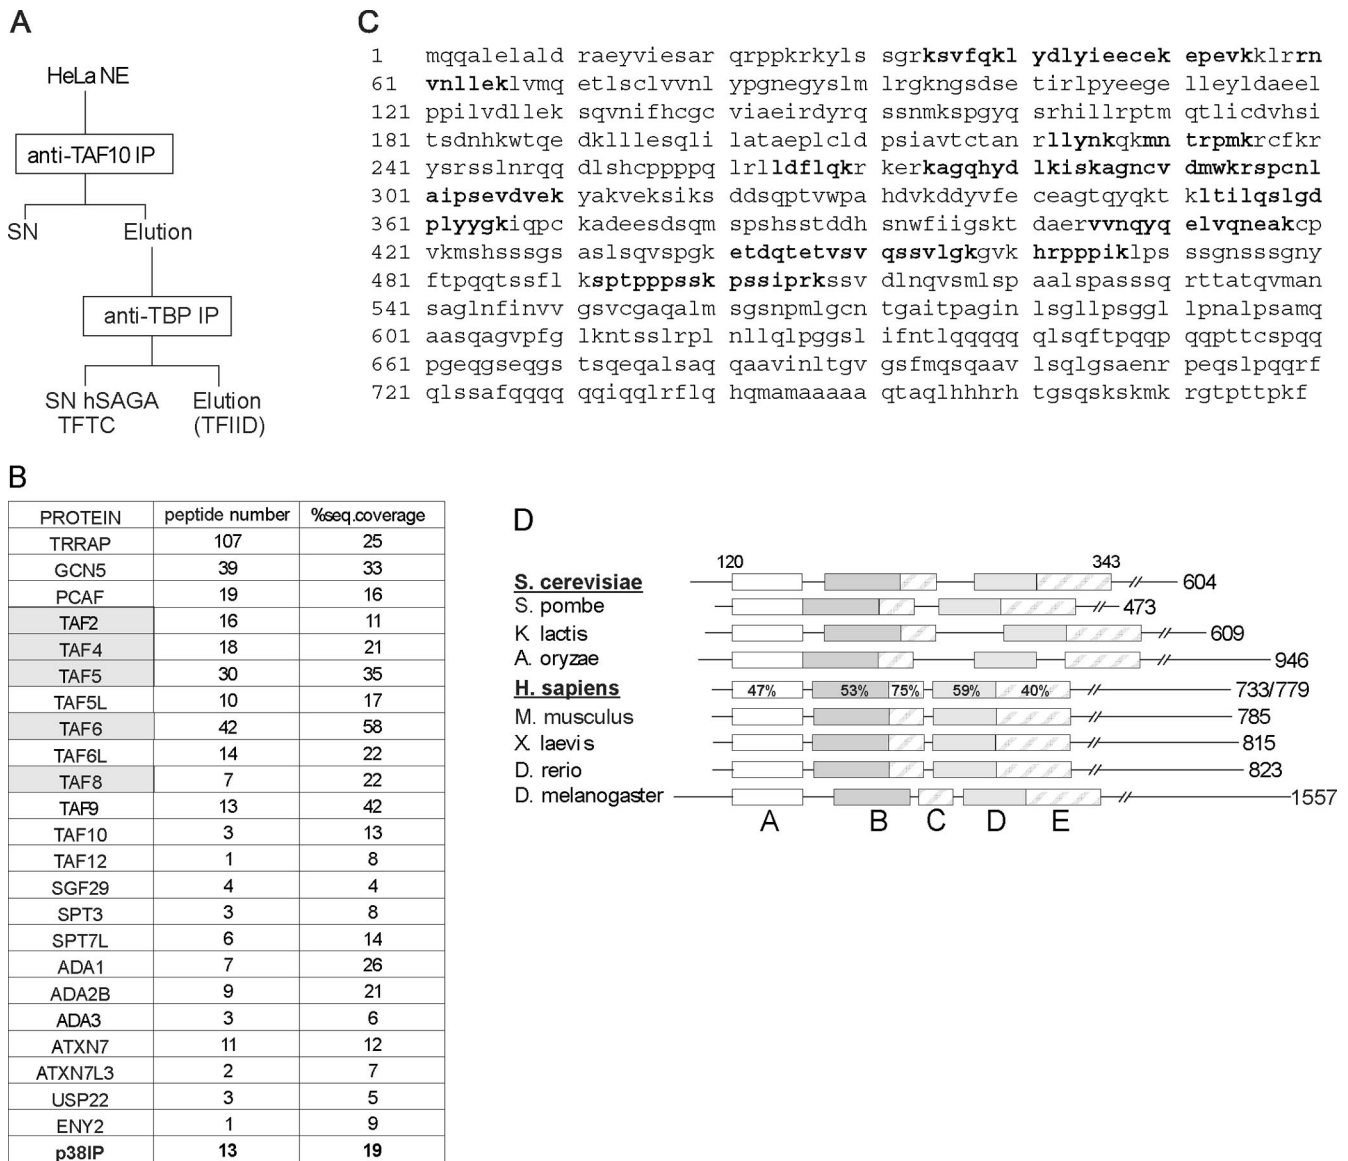 A
HeLa NE
anti-TAF10 IP
SN Elution
anti-TBP IP
SN hSAGA Elution
TFTC (TFIID)
C
1 mqqalelald raeyviesar qrppkrkyls sgrksvfqkl ydlyieecek epevkklrrn
61 vnlleklvmq etlsclvvnl ypgnegyslm lrgkngsdse tirlpyeege lleyldaeel
121 ppilvdllek sqvnifhcgc viaeirdyrq ssnmkspgyq srhillrptm qtlicdvhsi
181 tsdnhkwtqe dklllesqli lataeplcld psiavtctan rllynkqkmn trpmkrcfkr
241 ysrsslnrqq dlshcppppq lrlldflqkr kerkagqhyd lkiskagncv dmwkrspcnl
301 aipsevdvek yakveksiks ddsqptvwpa hdvkddyvfe ceagtqyqkt kltilqslgd
361 plyygkiqpc kadeesdsqm spshsstddh snwfiigskt daervvnqyq elvqneakcp
421 vkmshsssgs aslsqvspgk etdqtetvsv qssvlgkgvk hrpppiklps ssgnsssgny
481 ftpqqtssfl ksptpppssk pssiprkssv dlnqvsmlsp aalspasssq rttatqvman
541 saglnfinvv gsvcgaqalm sgsnpmlgcn tgaitpagin lsgllpsggl lpnalpsamq
601 aasqagvpfg lkntsslrpl nllqlpggsl ifntlqqqqq qlsqftpqqp qqpttcspqq
661 pgeqgseqgs tsqeqalsaq qaavinltgv gsfmqsqaav lsqlgsaenr peqslpqqrf
721 qlssafqqqq qqiqqlrflq hqmamaaaaa qtaqlhhhrh tgsqskskmk rgtpttpkf
B
PROTEIN peptide number %seq.coverage
TRRAP 107 25
GCN5 39 33
PCAF 19 16
TAF2 16 11
TAF4 18 21
TAF5 30 35
TAF5L 10 17
TAF6 42 58
TAF6L 14 22
TAF8 7 22
TAF9 13 42
TAF10 3 13
TAF12 1 8
SGF29 4 4
SPT3 3 8
SPT7L 6 14
ADA1 7 26
ADA2B 9 21
ADA3 3 6
ATXN7 11 12
ATXN7L3 2 7
USP22 3 5
ENY2 1 9
p38IP 13 19
D
120 343
S. cerevisiae 604
S. pombe 473
K. lactis 609
A. oryzae 946
H. sapiens 47% 53% 75% 59% 40% 733/779
M. musculus 785
X. laevis 815
D. rerio 823
D. melanogaster 1557
A B C D E